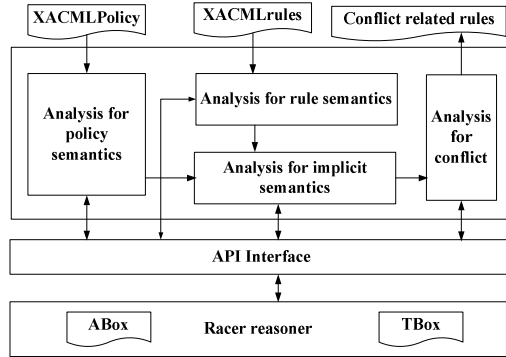 XACMLPolicy
XACMLrules
Conflict related rules
Analysis for
policy
semantics
Analysis for rule semantics
Analysis for implicit
semantics
Analysis
for
conflict
API Interface
ABox
Racer reasoner
TBox